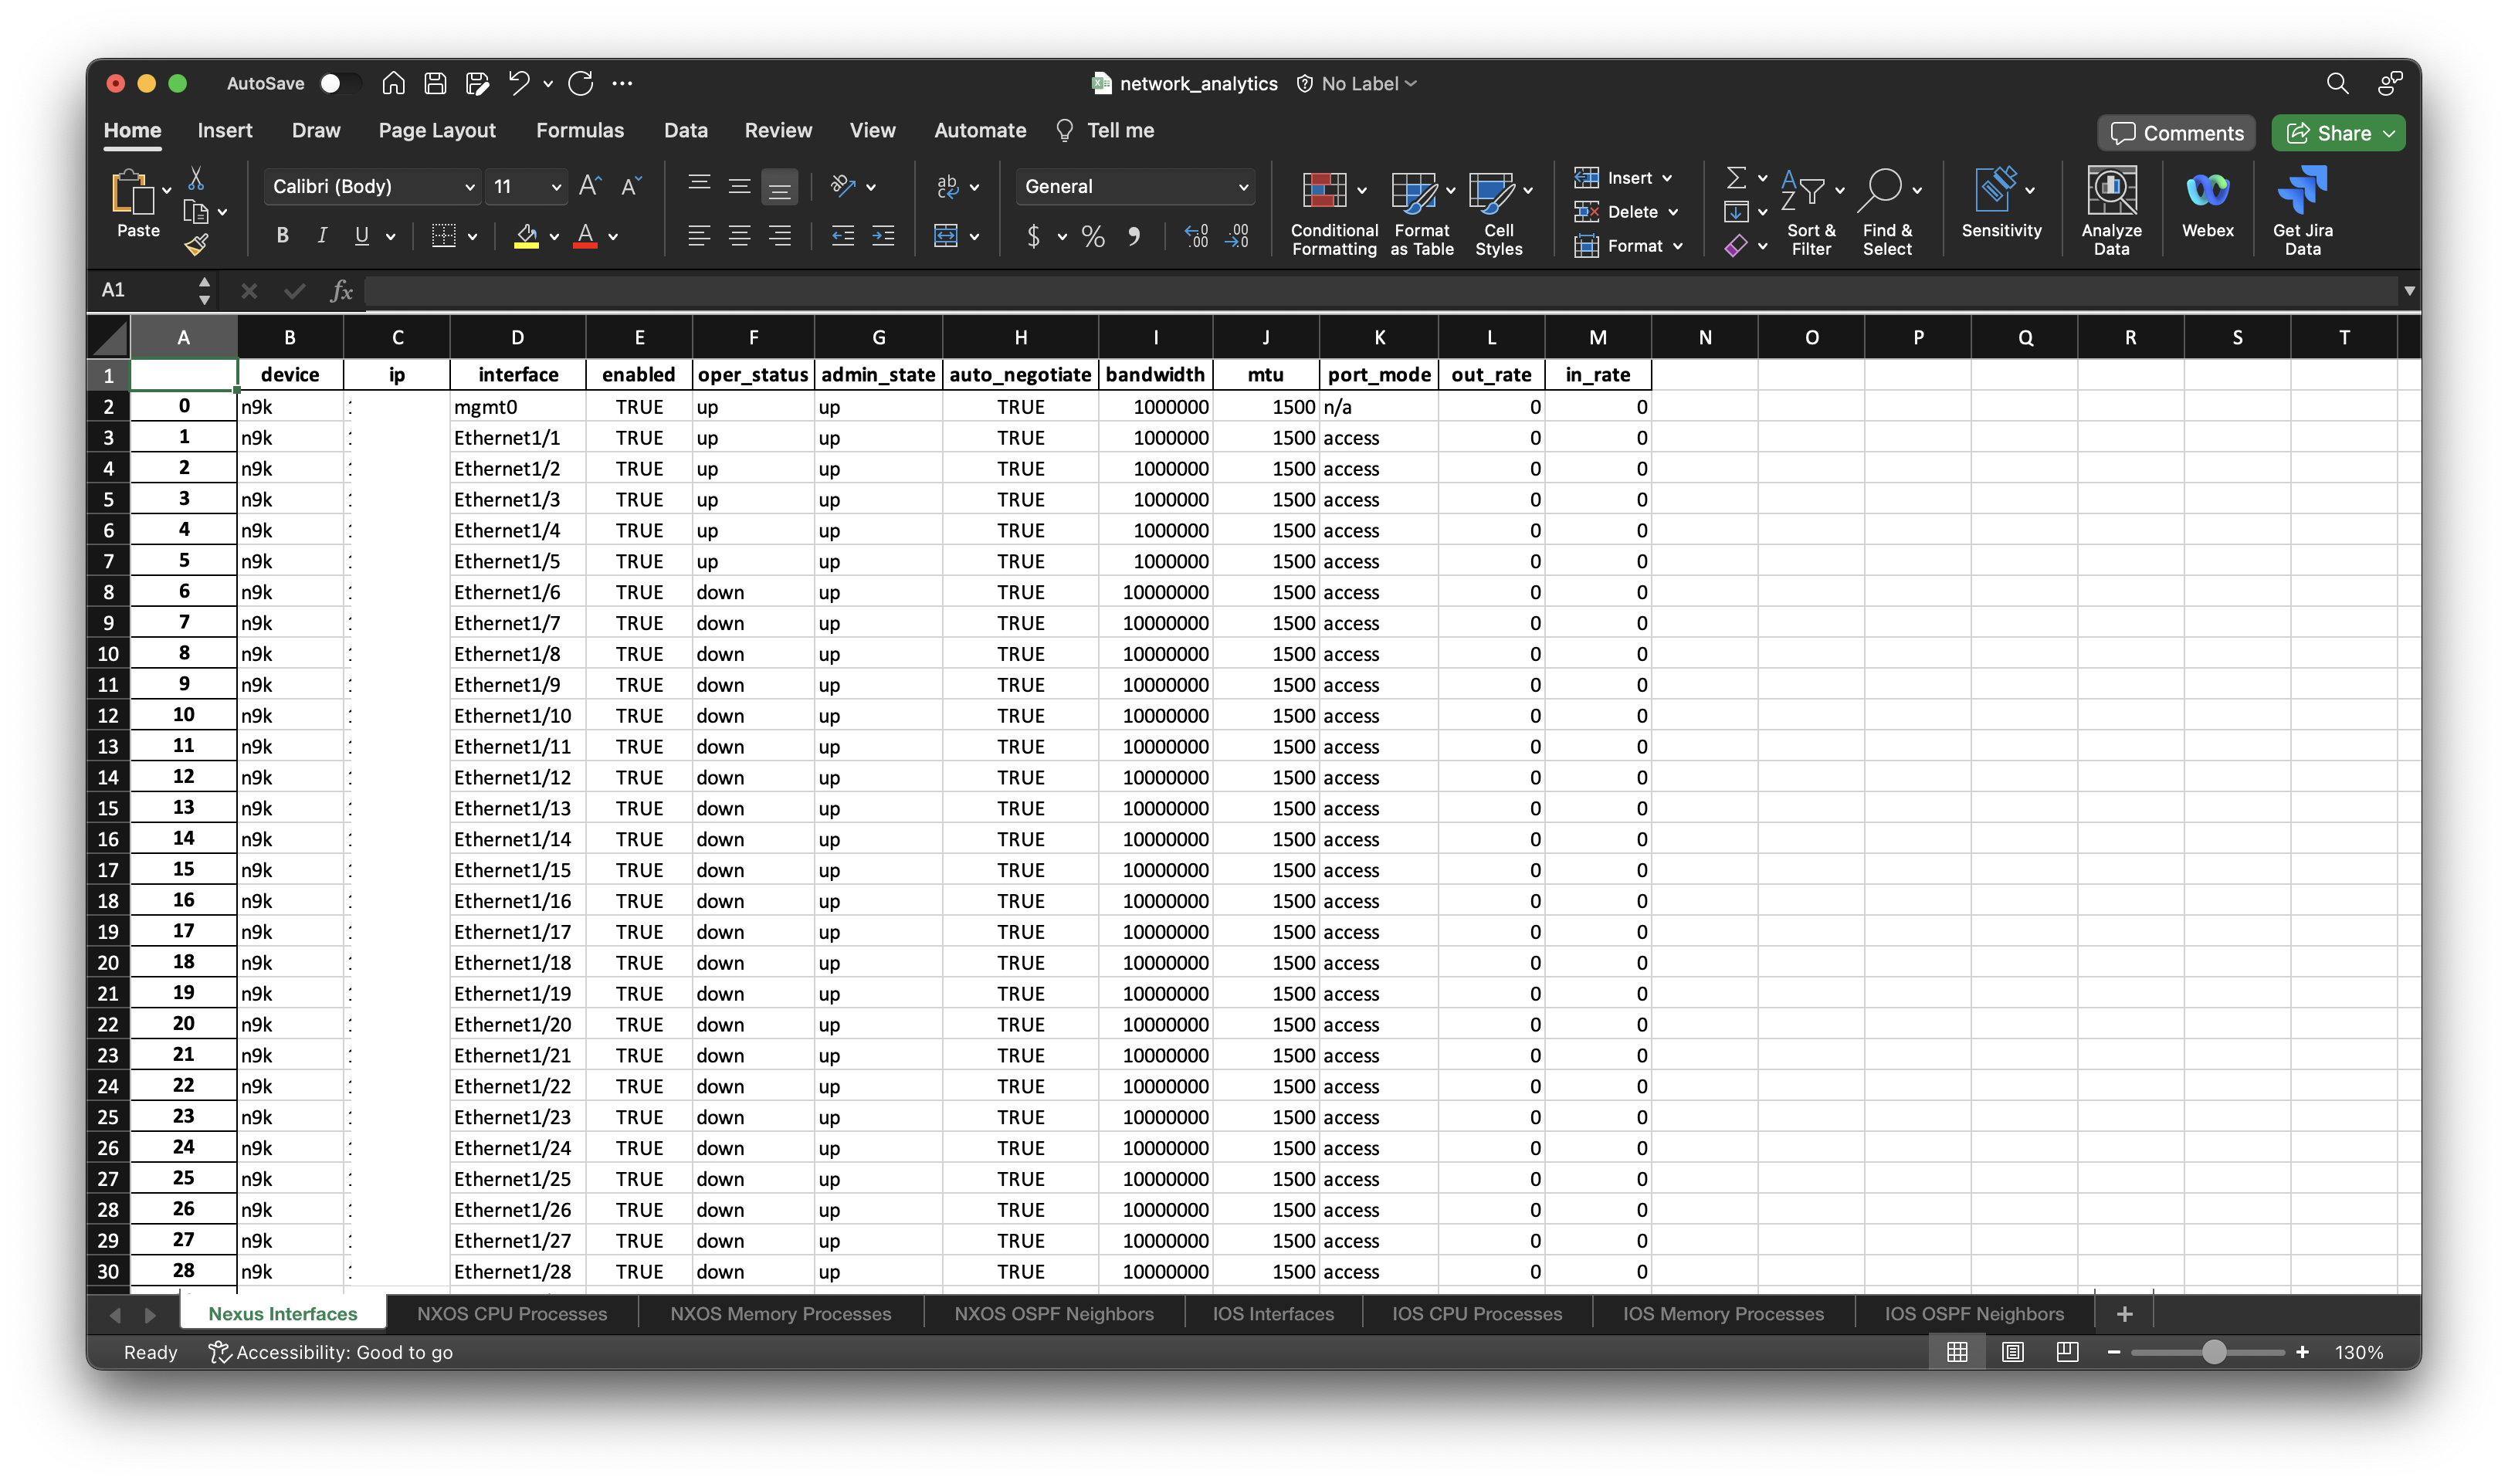 AutoSave network_analytics No Label
Home Insert Draw Page Layout Formulas Data Review View Automate Tell me Comments Share
Paste Calibri (Body) 11 General Conditional Formatting Format as Table Cell Styles Insert Delete Format Sort & Filter Find & Select Sensitivity Analyze Data Webex Get Jira Data
A1 fx
A B C D E F G H I J K L M N O P Q R S T
1 device ip interface enabled oper_status admin_state auto_negotiate bandwidth mtu port_mode out_rate in_rate
2 0 n9k mgmt0 TRUE up up TRUE 1000000 1500 n/a 0 0
3 1 n9k Ethernet1/1 TRUE up up TRUE 1000000 1500 access 0 0
4 2 n9k Ethernet1/2 TRUE up up TRUE 1000000 1500 access 0 0
5 3 n9k Ethernet1/3 TRUE up up TRUE 1000000 1500 access 0 0
6 4 n9k Ethernet1/4 TRUE up up TRUE 1000000 1500 access 0 0
7 5 n9k Ethernet1/5 TRUE up up TRUE 1000000 1500 access 0 0
8 6 n9k Ethernet1/6 TRUE down up TRUE 10000000 1500 access 0 0
9 7 n9k Ethernet1/7 TRUE down up TRUE 10000000 1500 access 0 0
10 8 n9k Ethernet1/8 TRUE down up TRUE 10000000 1500 access 0 0
11 9 n9k Ethernet1/9 TRUE down up TRUE 10000000 1500 access 0 0
12 10 n9k Ethernet1/10 TRUE down up TRUE 10000000 1500 access 0 0
13 11 n9k Ethernet1/11 TRUE down up TRUE 10000000 1500 access 0 0
14 12 n9k Ethernet1/12 TRUE down up TRUE 10000000 1500 access 0 0
15 13 n9k Ethernet1/13 TRUE down up TRUE 10000000 1500 access 0 0
16 14 n9k Ethernet1/14 TRUE down up TRUE 10000000 1500 access 0 0
17 15 n9k Ethernet1/15 TRUE down up TRUE 10000000 1500 access 0 0
18 16 n9k Ethernet1/16 TRUE down up TRUE 10000000 1500 access 0 0
19 17 n9k Ethernet1/17 TRUE down up TRUE 10000000 1500 access 0 0
20 18 n9k Ethernet1/18 TRUE down up TRUE 10000000 1500 access 0 0
21 19 n9k Ethernet1/19 TRUE down up TRUE 10000000 1500 access 0 0
22 20 n9k Ethernet1/20 TRUE down up TRUE 10000000 1500 access 0 0
23 21 n9k Ethernet1/21 TRUE down up TRUE 10000000 1500 access 0 0
24 22 n9k Ethernet1/22 TRUE down up TRUE 10000000 1500 access 0 0
25 23 n9k Ethernet1/23 TRUE down up TRUE 10000000 1500 access 0 0
26 24 n9k Ethernet1/24 TRUE down up TRUE 10000000 1500 access 0 0
27 25 n9k Ethernet1/25 TRUE down up TRUE 10000000 1500 access 0 0
28 26 n9k Ethernet1/26 TRUE down up TRUE 10000000 1500 access 0 0
29 27 n9k Ethernet1/27 TRUE down up TRUE 10000000 1500 access 0 0
30 28 n9k Ethernet1/28 TRUE down up TRUE 10000000 1500 access 0 0
Nexus Interfaces NXOS CPU Processes NXOS Memory Processes NXOS OSPF Neighbors IOS Interfaces IOS CPU Processes IOS Memory Processes IOS OSPF Neighbors
Ready Accessibility: Good to go 130%